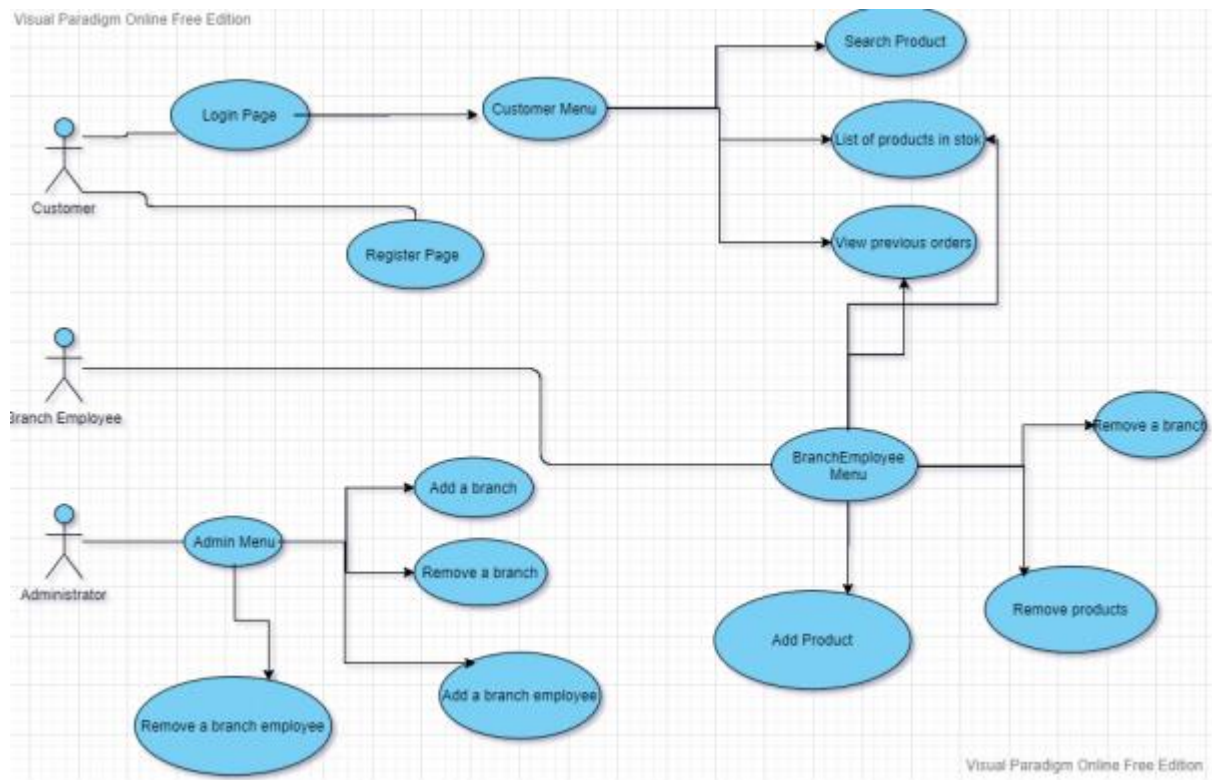 Visual Paradigm Online Free Edition
Search Product
Login Page
Customer Menu
List of products in stok
Customer
View previous orders
Register Page
Branch Employee
Remove a branch
BranchEmployee
Menu
Add a branch
Admin Menu
Remove a branch
Administrator
Remove products
Add Product
Add a branch employee
Remove a branch employee
Visual Paradigm Online Free Edition